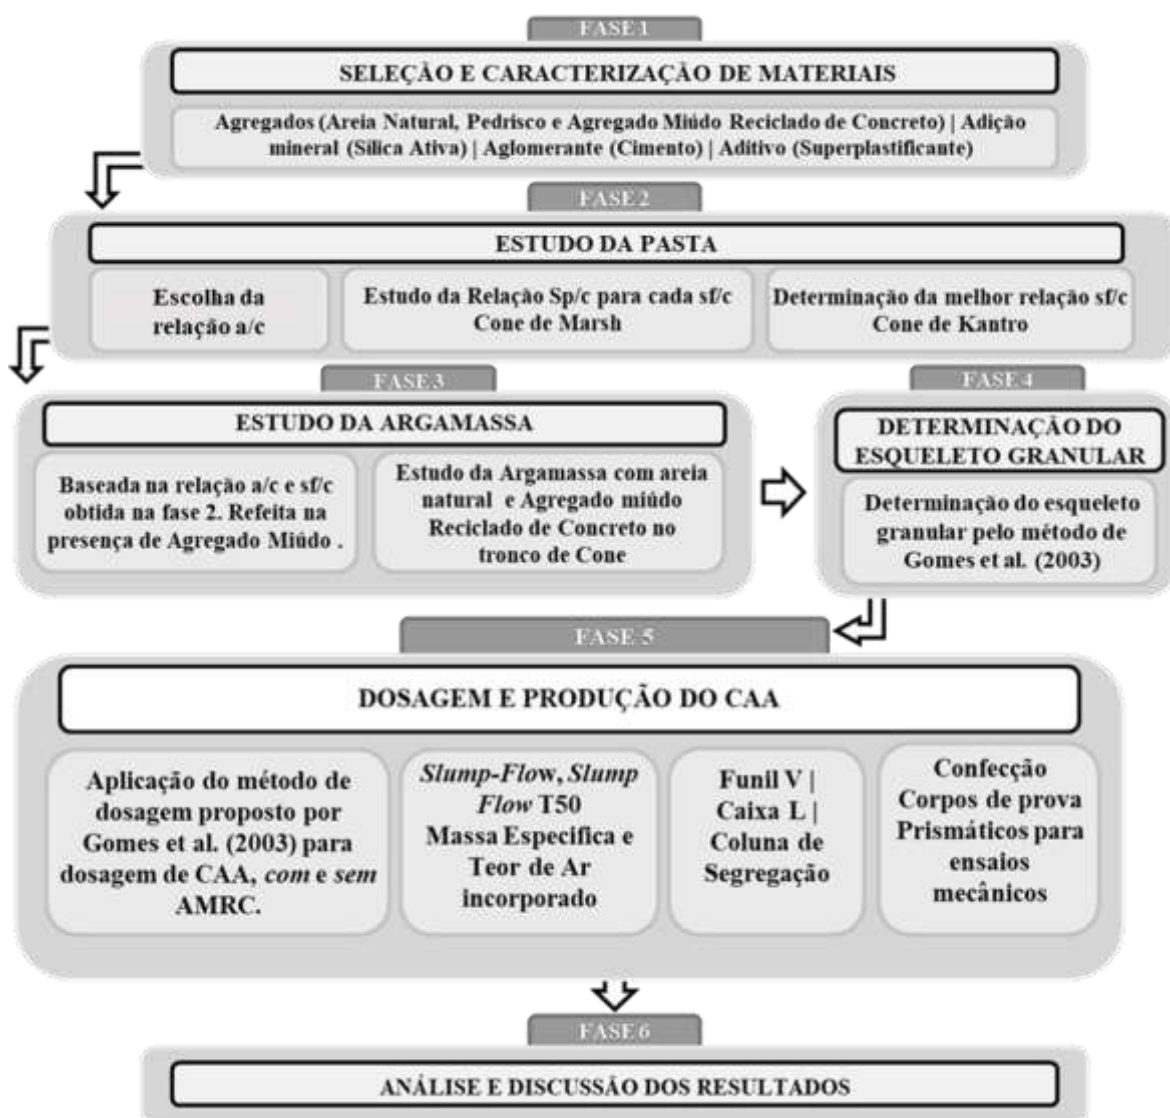 FASE 1
SELEÇÃO E CARACTERIZAÇÃO DE MATERIAIS
Agregados (Areia Natural, Pedrisco e Agregado Miúdo Reciclado de Concreto) | Adição
mineral (Sílica Ativa) | Aglomerante (Cimento) | Aditivo (Superplastificante)
FASE 2
ESTUDO DA PASTA
Escolha da
relação a/c
Estudo da Relação Sp/c para cada sf/c
Cone de Marsh
Determinação da melhor relação sf/c
Cone de Kantro
FASE 3
ESTUDO DA ARGAMASSA
Baseada na relação a/c e sf/c
obtida na fase 2. Refeita na
presença de Agregado Miúdo .
Estudo da Argamassa com areia
natural e Agregado miúdo
Reciclado de Concreto no
tronco de Cone
FASE 4
DETERMINAÇÃO DO
ESQUELETO GRANULAR
Determinação do esqueleto
granular pelo método de
Gomes et al. (2003)
FASE 5
DOSAGEM E PRODUÇÃO DO CAA
Aplicação do método de
dosagem proposto por
Gomes et al. (2003) para
dosagem de CAA, com e sem
AMRC.
Slump-Flow, Slump
Flow T50
Massa Especifica e
Teor de Ar
incorporado
Funil V |
Caixa L |
Coluna de
Segregação
Confecção
Corpos de prova
Prismáticos para
ensaios
mecânicos
FASE 6
ANÁLISE E DISCUSSÃO DOS RESULTADOS